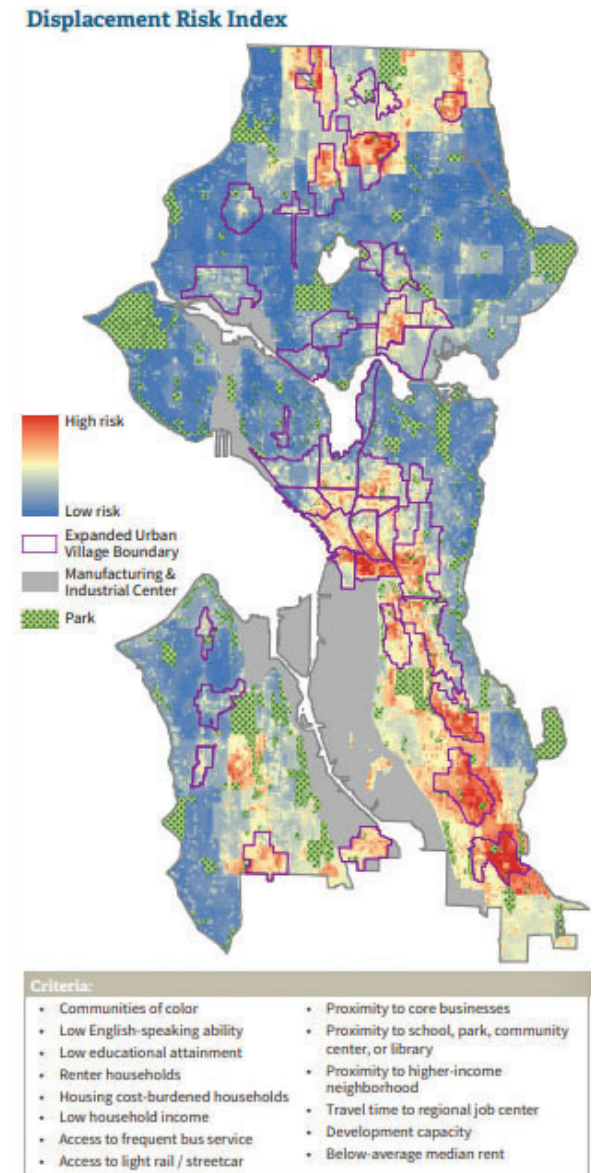 Displacement Risk Index
High risk
Low risk
Expanded Urban
Village Boundary
Manufacturing &
Industrial Center
Park
Criteria:
• Communities of color
• Low English-speaking ability
• Low educational attainment
• Renter households
• Housing cost-burdened households
• Low household income
• Access to frequent bus service
• Access to light rail / streetcar
• Proximity to core businesses
• Proximity to school, park, community
center, or library
• Proximity to higher-income
neighborhood
• Travel time to regional job center
• Development capacity
• Below-average median rent